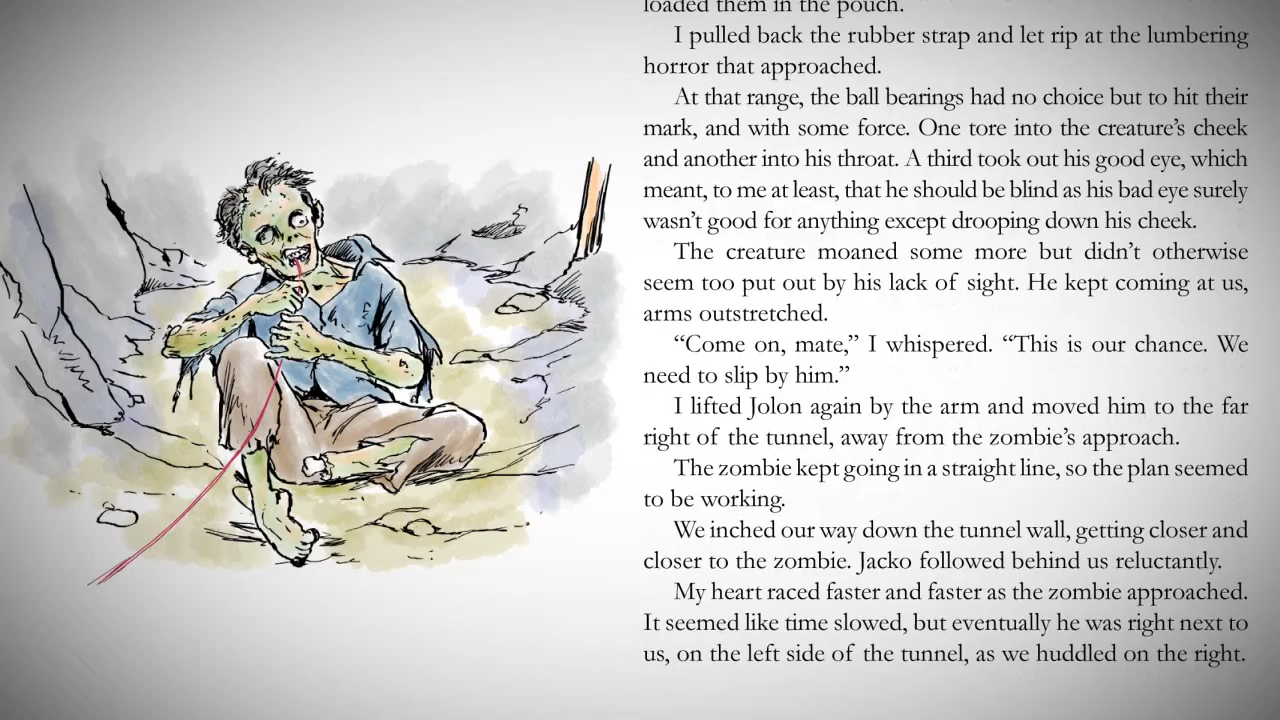 loaded them in the pouch.
I pulled back the rubber strap and let rip at the lumbering
horror that approached.
At that range, the ball bearings had no choice but to hit their
mark, and with some force. One tore into the creature’s cheek
and another into his throat. A third took out his good eye, which
meant, to me at least, that he should be blind as his bad eye surely
wasn’t good for anything except drooping down his cheek.
The creature moaned some more but didn’t otherwise
seem too put out by his lack of sight. He kept coming at us,
arms outstretched.
“Come on, mate,” I whispered. “This is our chance. We
need to slip by him.”
I lifted Jolon again by the arm and moved him to the far
right of the tunnel, away from the zombie’s approach.
The zombie kept going in a straight line, so the plan seemed
to be working.
We inched our way down the tunnel wall, getting closer and
closer to the zombie. Jacko followed behind us reluctantly.
My heart raced faster and faster as the zombie approached.
It seemed like time slowed, but eventually he was right next to
us, on the left side of the tunnel, as we huddled on the right.